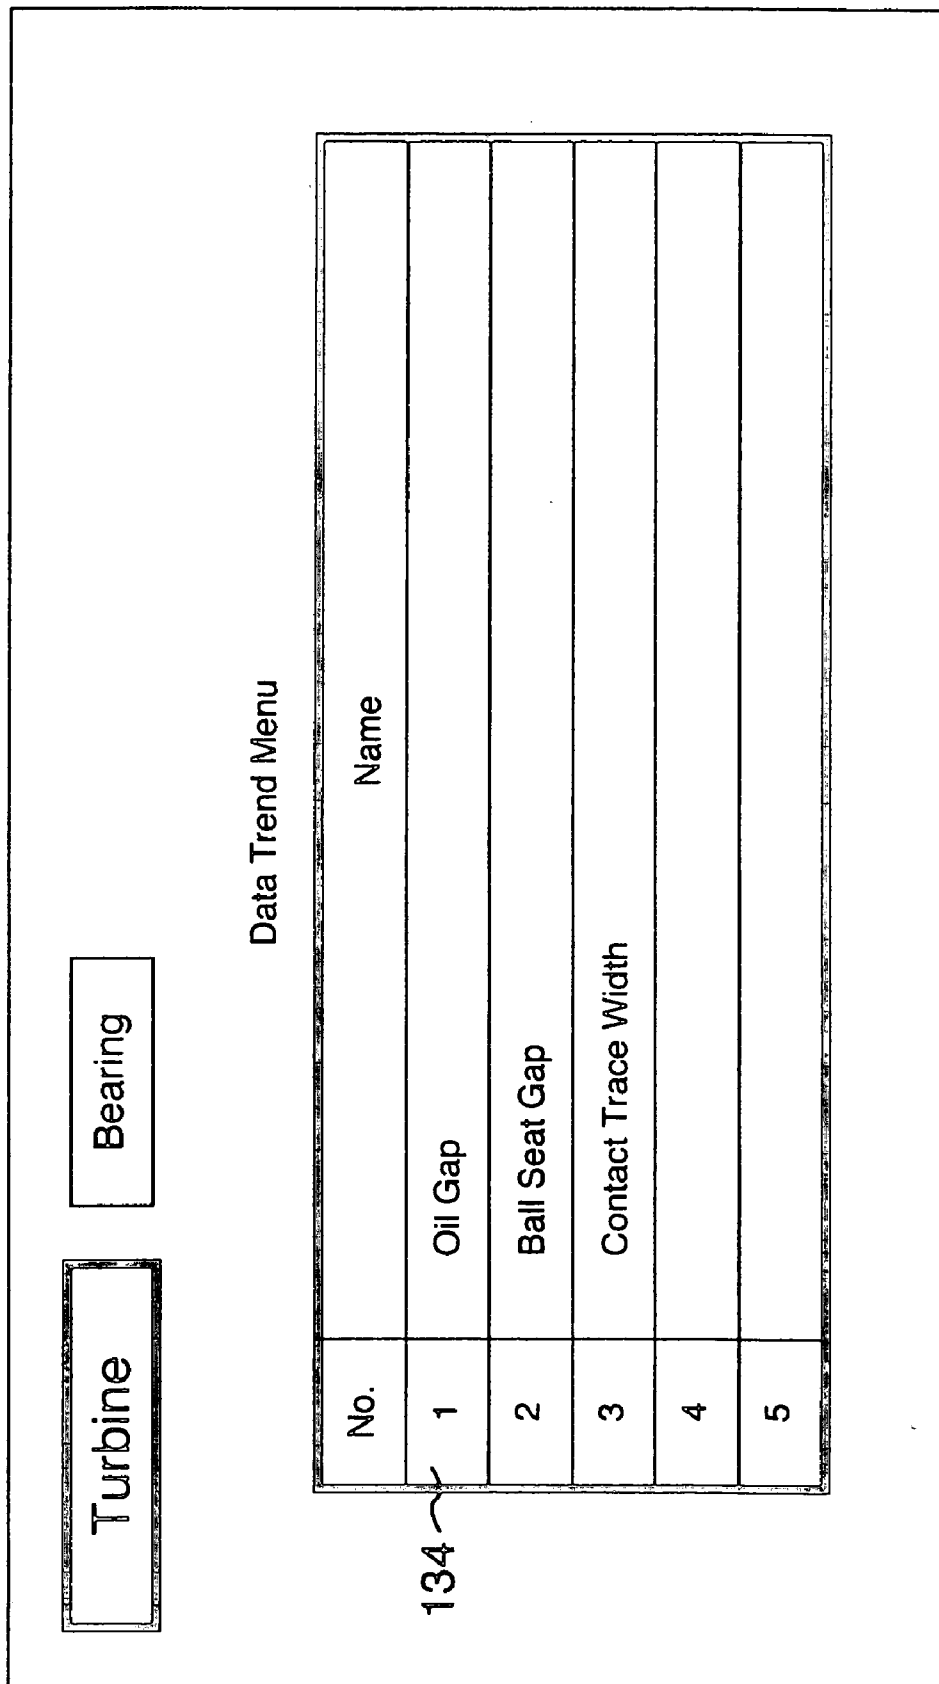 Turbine Bearing
Data Trend Menu
No. Name
134 1 Oil Gap
2 Ball Seat Gap
3 Contact Trace Width
4
5